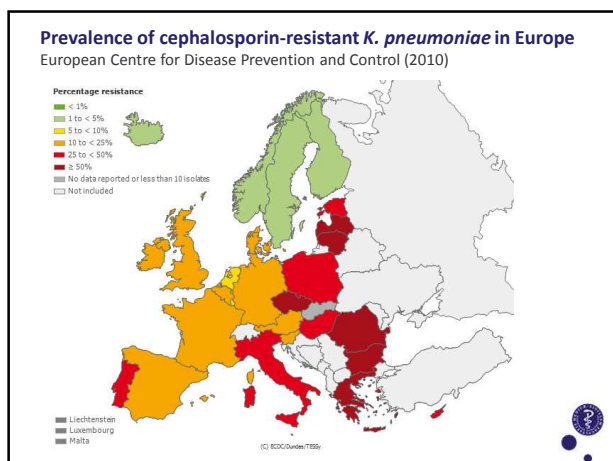 Prevalence of cephalosporin-resistant K. pneumoniae in Europe
European Centre for Disease Prevention and Control (2010)
Percentage resistance
< 1%
1 to < 5%
5 to < 10%
10 to < 25%
25 to < 50%
≥ 50%
No data reported or less than 10 isolates
Not included
Liechtenstein
Luxembourg
Malta
(C) ECDC/Dundas/TESSy